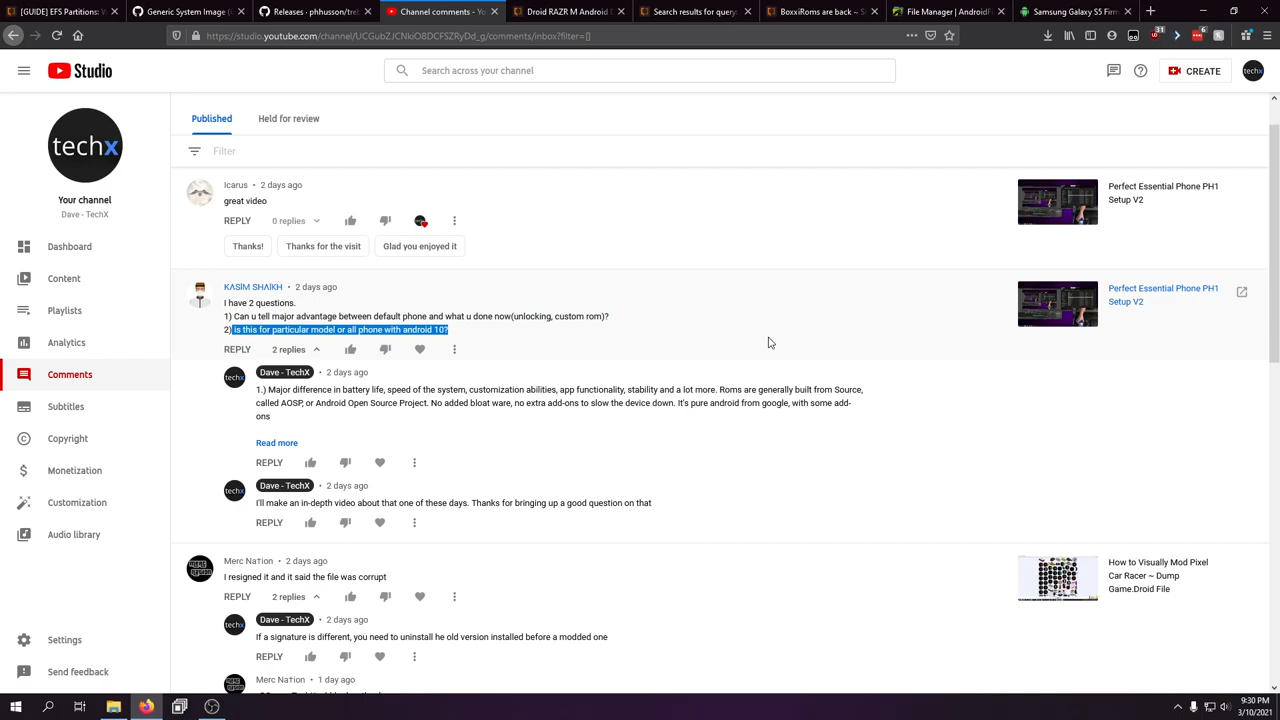 [GUIDE] EFS Partitions W
Generic System Image (G
Releases · phhusson/treb
Channel comments - You
Droid RAZR M Android D
Search results for query:
BoxxiRoms
File Manager | AndroidF
Samsung Galaxy S5 Firm
https://studio.youtube.com/channel/UCGubZJCNkiO8DCFSZRyDd_g/comments/inbox?filter=[]
Studio
Search across your channel
CREATE
techx
techx
Your channel
Dave - TechX
Dashboard
Content
Playlists
Analytics
Comments
Subtitles
Copyright
Monetization
Customization
Audio library
Settings
Send feedback
Published
Held for review
Filter
Icarus • 2 days ago
great video
REPLY 0 replies
Thanks!
Thanks for the visit
Glad you enjoyed it
Perfect Essential Phone PH1
Setup V2
KΛSİM SHΛİKH • 2 days ago
I have 2 questions.
1) Can u tell major advantage between default phone and what u done now(unlocking, custom rom)?
2) is this for particular model or all phone with android 10?
REPLY 2 replies
Perfect Essential Phone PH1
Setup V2
techx
Dave - TechX • 2 days ago
1.) Major difference in battery life, speed of the system, customization abilities, app functionality, stability and a lot more. Roms are generally built from Source,
called AOSP, or Android Open Source Project. No added bloat ware, no extra add-ons to slow the device down. It's pure android from google, with some add-
ons
Read more
REPLY
techx
Dave - TechX • 2 days ago
I'll make an in-depth video about that one of these days. Thanks for bringing up a good question on that
REPLY
Merc Na†ion • 2 days ago
I resigned it and it said the file was corrupt
REPLY 2 replies
How to Visually Mod Pixel
Car Racer ~ Dump
Game.Droid File
techx
Dave - TechX • 2 days ago
If a signature is different, you need to uninstall he old version installed before a modded one
REPLY
Merc Na†ion • 1 day ago
9:30 PM
3/10/2021